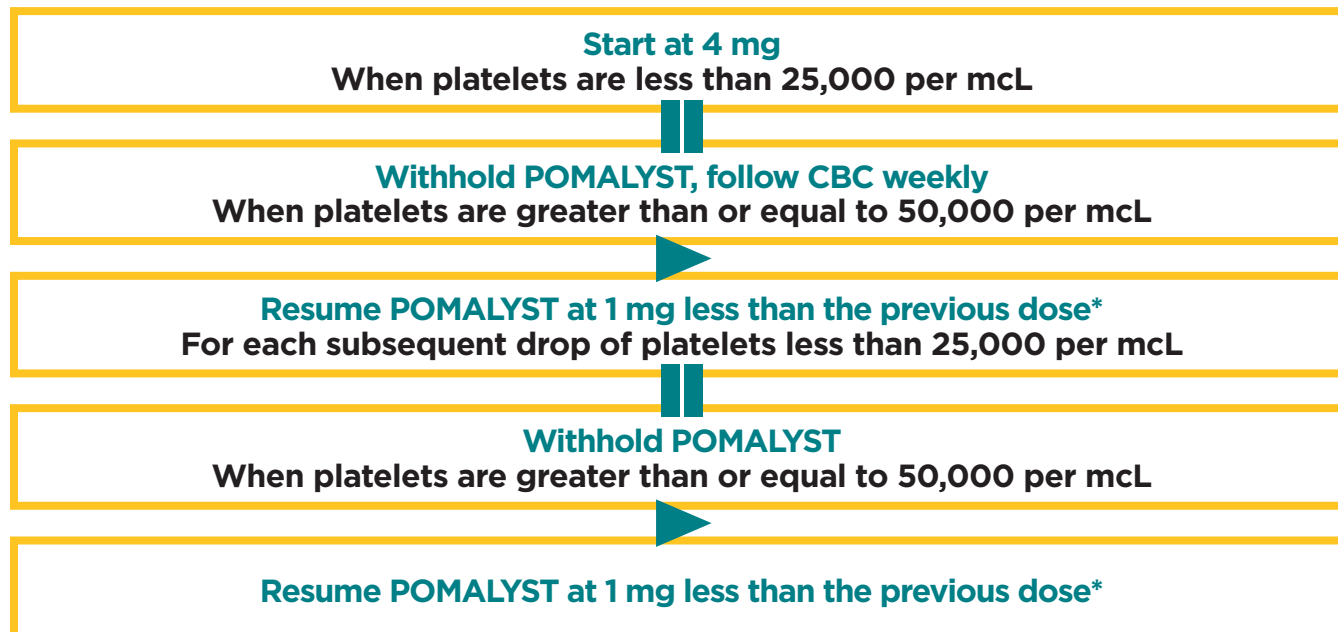 Start at 4 mg
When platelets are less than 25,000 per mcL
Withhold POMALYST, follow CBC weekly
When platelets are greater than or equal to 50,000 per mcL
Resume POMALYST at 1 mg less than the previous dose*
For each subsequent drop of platelets less than 25,000 per mcL
Withhold POMALYST
When platelets are greater than or equal to 50,000 per mcL
Resume POMALYST at 1 mg less than the previous dose*